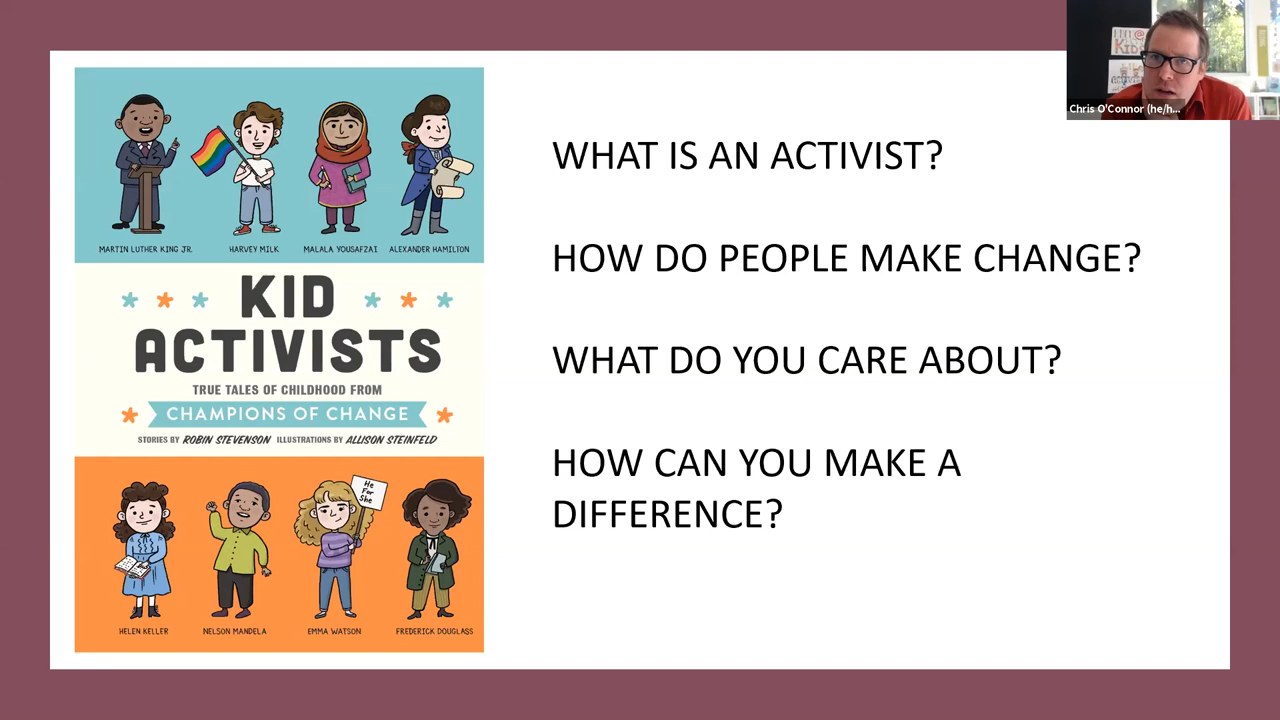 MARTIN LUTHER KING JR.
HARVEY MILK
MALALA YOUSAFZAI
ALEXANDER HAMILTON
KID
ACTIVISTS
TRUE TALES OF CHILDHOOD FROM
CHAMPIONS OF CHANGE
STORIES BY ROBIN STEVENSON ILLUSTRATIONS BY ALLISON STEINFELD
He
For
She
HELEN KELLER
NELSON MANDELA
EMMA WATSON
FREDERICK DOUGLASS
WHAT IS AN ACTIVIST?
HOW DO PEOPLE MAKE CHANGE?
WHAT DO YOU CARE ABOUT?
HOW CAN YOU MAKE A
DIFFERENCE?
Chris O'Connor (he/h...